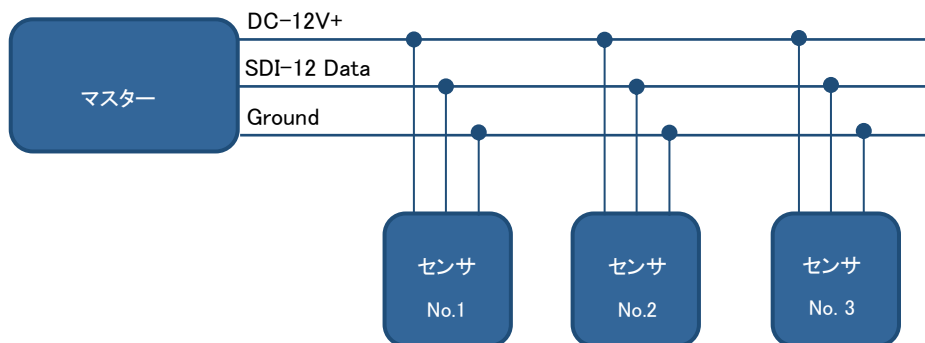 DC-12V+
SDI-12 Data
マスター
Ground
センサ
No.1
センサ
No.2
センサ
No. 3